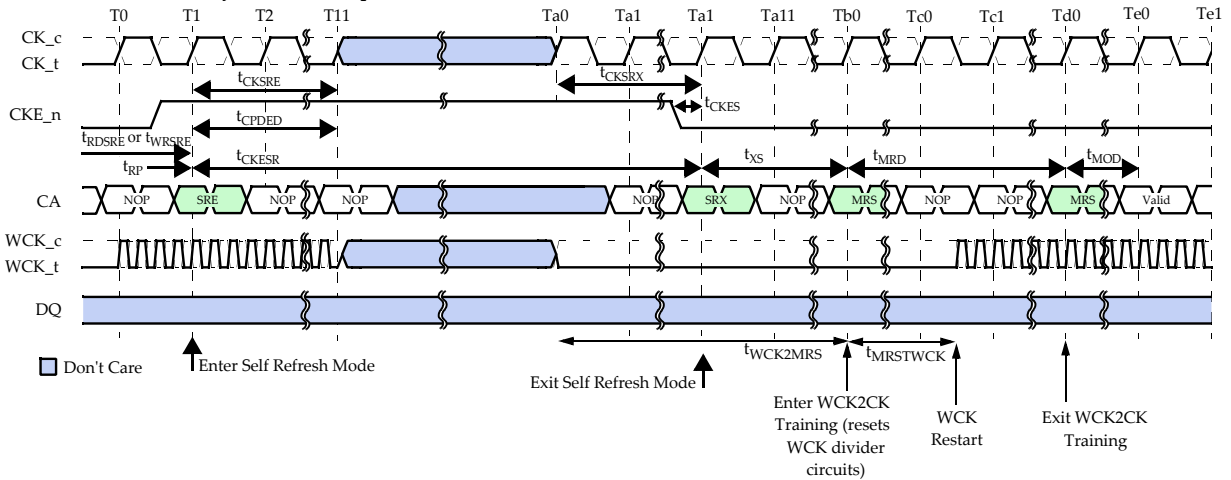 T0 T1 T2 T11 Ta0 Ta1 Ta1 Ta11 Tb0 Tc0 Tc1 Td0 Te0 Te1
CK_c
CK_t
tCKSRE tCKSRX
CKE_n tCPDED tCKES
tRDSRE or tWRSRE
tRP tCKESR tXS tMRD tMOD
CA NOP SRE NOP NOP NOP SRX NOP MRS NOP NOP MRS Valid
WCK_c
WCK_t
DQ
tWCK2MRS tMRSTWCK
Don't Care
Enter Self Refresh Mode
Exit Self Refresh Mode
Enter WCK2CK
Training (resets
WCK divider
circuits)
WCK
Restart
Exit WCK2CK
Training